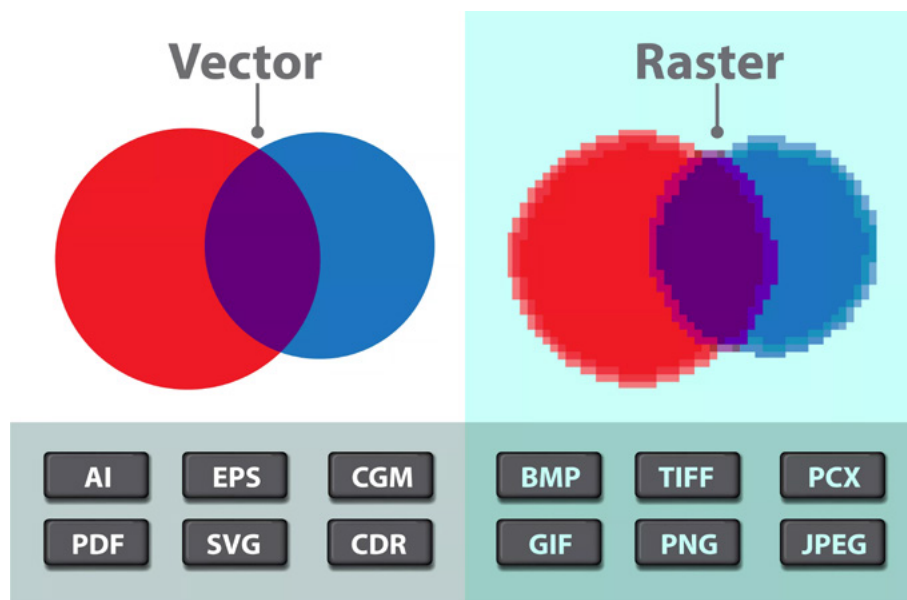 Vector
Raster
AI EPS CGM
PDF SVG CDR
BMP TIFF PCX
GIF PNG JPEG